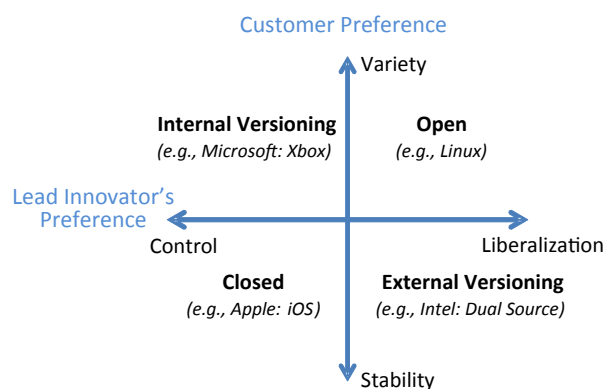 Customer Preference
Variety
Internal Versioning
(e.g., Microsoft: Xbox)
Open
(e.g., Linux)
Lead Innovator's
Preference
Control
Liberalization
Closed
(e.g., Apple: iOS)
External Versioning
(e.g., Intel: Dual Source)
Stability